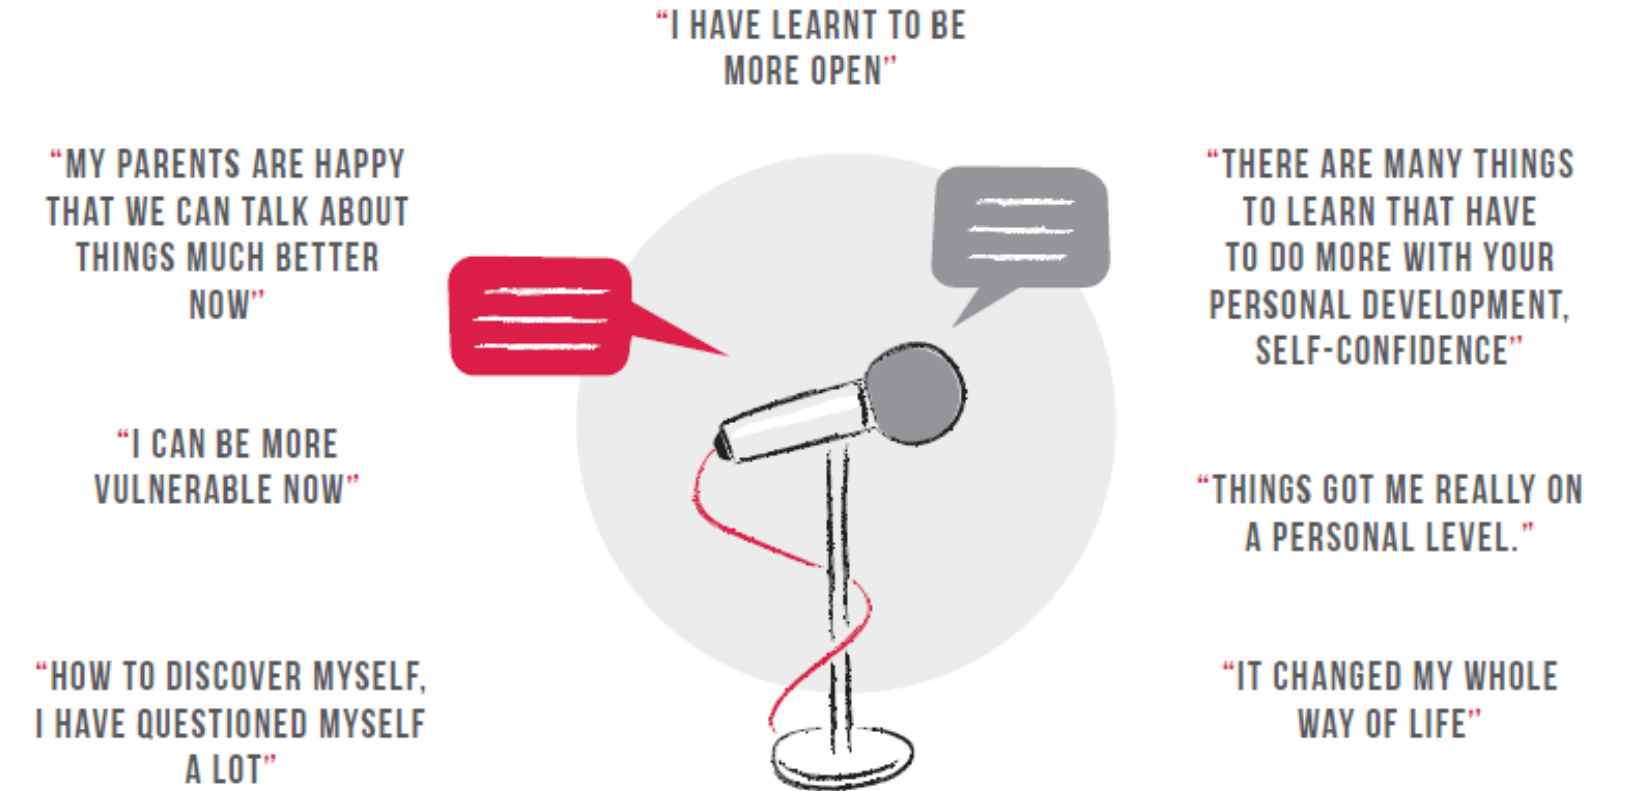 “I HAVE LEARNT TO BE
MORE OPEN”
“MY PARENTS ARE HAPPY
THAT WE CAN TALK ABOUT
THINGS MUCH BETTER
NOW”
“I CAN BE MORE
VULNERABLE NOW”
“HOW TO DISCOVER MYSELF,
I HAVE QUESTIONED MYSELF
A LOT”
“THERE ARE MANY THINGS
TO LEARN THAT HAVE
TO DO MORE WITH YOUR
PERSONAL DEVELOPMENT,
SELF-CONFIDENCE”
“THINGS GOT ME REALLY ON
A PERSONAL LEVEL.”
“IT CHANGED MY WHOLE
WAY OF LIFE”